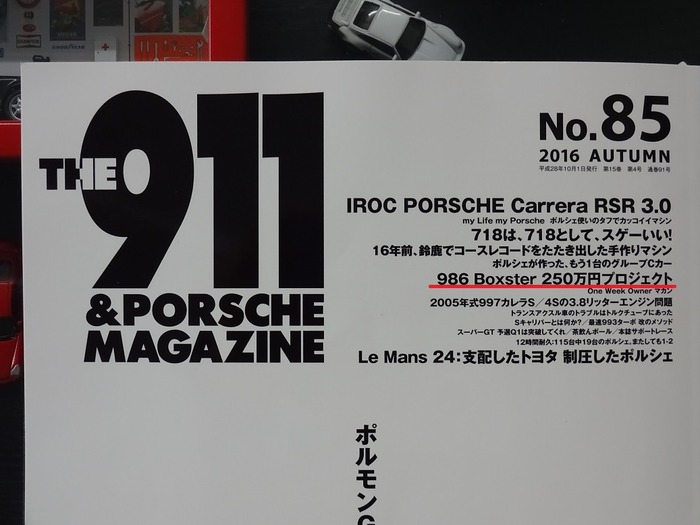 THE 911
& PORSCHE
MAGAZINE
No.85
2016 AUTUMN
平成28年10月1日発行 第15巻 第4号 通巻91号
IROC PORSCHE Carrera RSR 3.0
my Life my Porsche ポルシェ使いのタフでカッコイイマシン
718は、718として、スゲーいい!
16年前、鈴鹿でコースレコードをたたき出した手作りマシン
ポルシェが作った、もう1台のグループCカー
986 Boxster 250万円プロジェクト
One Week Owner マカン
2005年式997カレラS/4Sの3.8リッターエンジン問題
トランスアクスル車のトラブルはトルクチューブにあった
Sキャリパーとは何か?/最速993ターボ 改のメソッド
スーパーGT 予選Q1は突破してくれ/茶飲んポール/本誌サポートレース
12時間耐久:115台中19台のポルシェ、またしても1-2
Le Mans 24:支配したトヨタ 制圧したポルシェ
ポルモンG